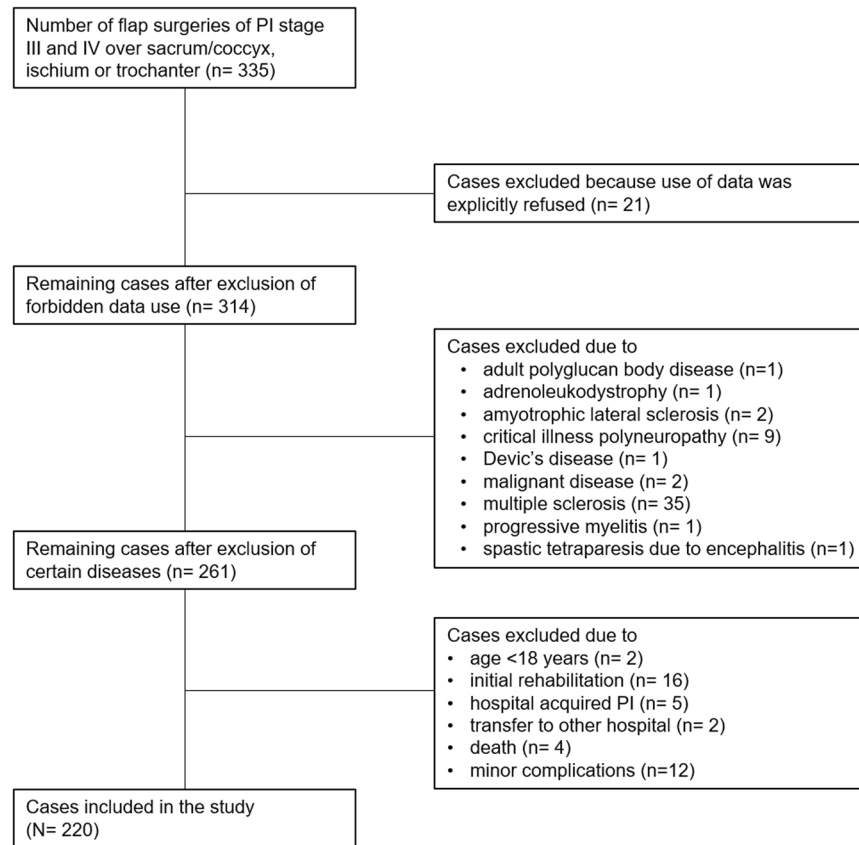 Number of flap surgeries of PI stage
III and IV over sacrum/coccyx,
ischium or trochanter (n= 335)
Cases excluded because use of data was
explicitly refused (n= 21)
Remaining cases after exclusion of
forbidden data use (n= 314)
Cases excluded due to
• adult polyglucan body disease (n=1)
• adrenoleukodystrophy (n= 1)
• amyotrophic lateral sclerosis (n= 2)
• critical illness polyneuropathy (n= 9)
• Devic's disease (n= 1)
• malignant disease (n= 2)
• multiple sclerosis (n= 35)
• progressive myelitis (n= 1)
• spastic tetraparesis due to encephalitis (n=1)
Remaining cases after exclusion of
certain diseases (n= 261)
Cases excluded due to
• age <18 years (n= 2)
• initial rehabilitation (n= 16)
• hospital acquired PI (n= 5)
• transfer to other hospital (n= 2)
• death (n= 4)
• minor complications (n=12)
Cases included in the study
(N= 220)